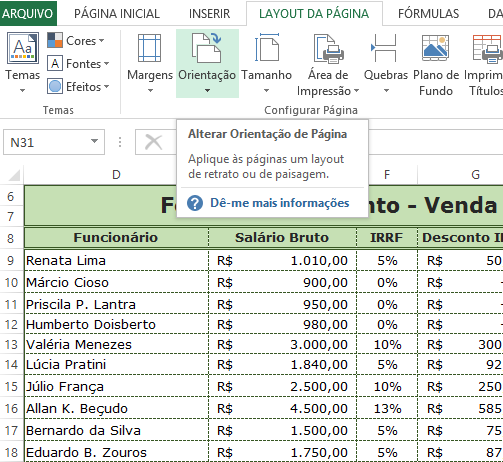 ARQUIVO PÁGINA INICIAL INSERIR LAYOUT DA PÁGINA FÓRMULAS
Aa Temas Cores Fontes Efeitos
Margens Orientação Tamanho Área de Impressão Quebras Plano de Fundo Imprim Títulos
Temas Configurar Página
N31
Alterar Orientação de Página
Aplique às páginas um layout
de retrato ou de paisagem.
Dê-me mais informações
D F G
6
7 nto - Venda
8 Funcionário Salário Bruto IRRF Desconto I
9 Renata Lima R$ 1.010,00 5% R$ 50
10 Márcio Cioso R$ 900,00 0% R$ -
11 Priscila P. Lantra R$ 950,00 0% R$ -
12 Humberto Doisberto R$ 980,00 0% R$ -
13 Valéria Menezes R$ 3.000,00 10% R$ 300
14 Lúcia Pratini R$ 1.840,00 5% R$ 92
15 Júlio França R$ 2.500,00 10% R$ 250
16 Allan K. Beçudo R$ 4.500,00 13% R$ 585
17 Bernardo da Silva R$ 1.500,00 5% R$ 75
18 Eduardo B. Zouros R$ 1.750,00 5% R$ 87